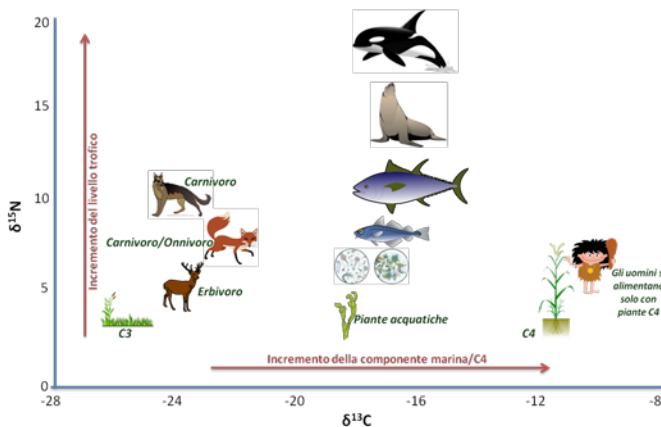 20
15
10
5
0
δ¹⁵N
Incremento del livello trofico
Carnivoro
Carnivoro/Onnivoro
Erbivoro
C3
Piante acquatiche
C4
Gli uomini s
alimentano
solo con
piante C4
Incremento della componente marina/C4
-28
-24
-20
-16
-12
-8
δ¹³C